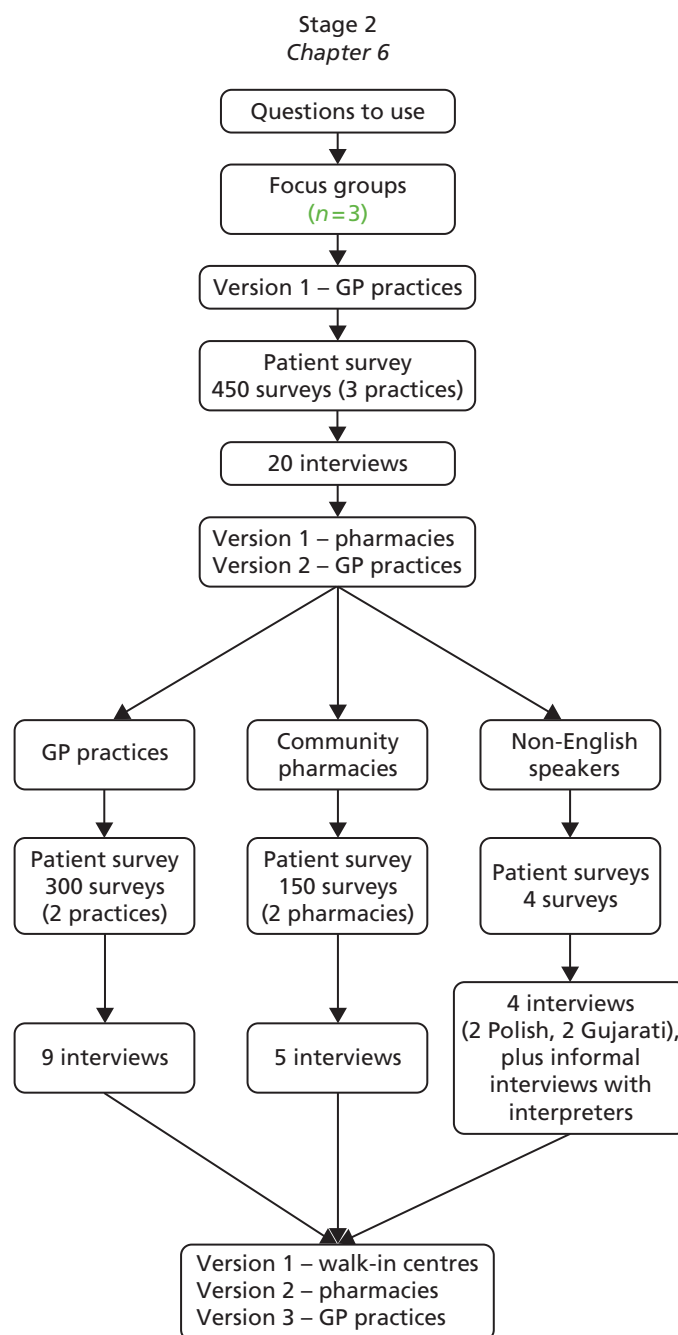 Stage 2
Chapter 6
Questions to use
Focus groups
(n=3)
Version 1 – GP practices
Patient survey
450 surveys (3 practices)
20 interviews
Version 1 – pharmacies
Version 2 – GP practices
GP practices
Community
pharmacies
Non-English
speakers
Patient survey
300 surveys
(2 practices)
Patient survey
150 surveys
(2 pharmacies)
Patient surveys
4 surveys
9 interviews
5 interviews
4 interviews
(2 Polish, 2 Gujarati),
plus informal
interviews with
interpreters
Version 1 – walk-in centres
Version 2 – pharmacies
Version 3 – GP practices